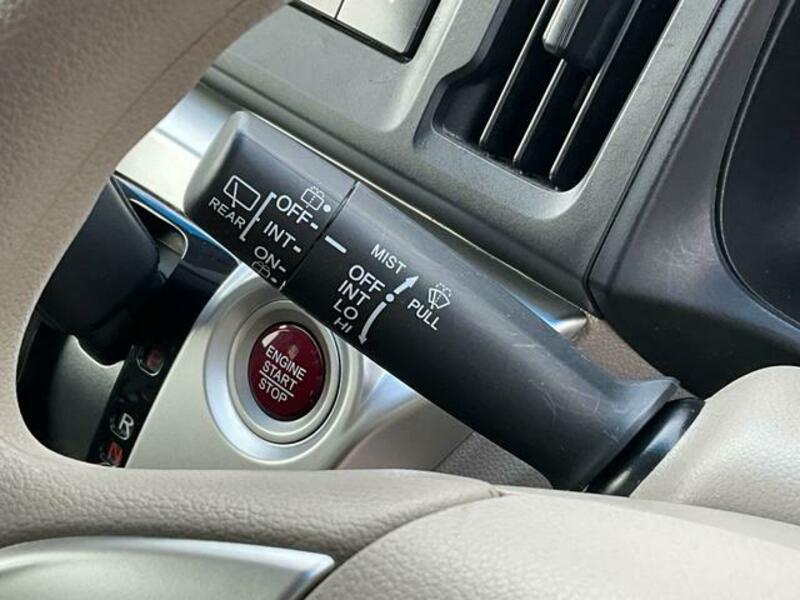 REAR
OFF-
INT-
ON-
MIST
OFF
INT
LO
HI
PULL
ENGINE
START
STOP
R
N